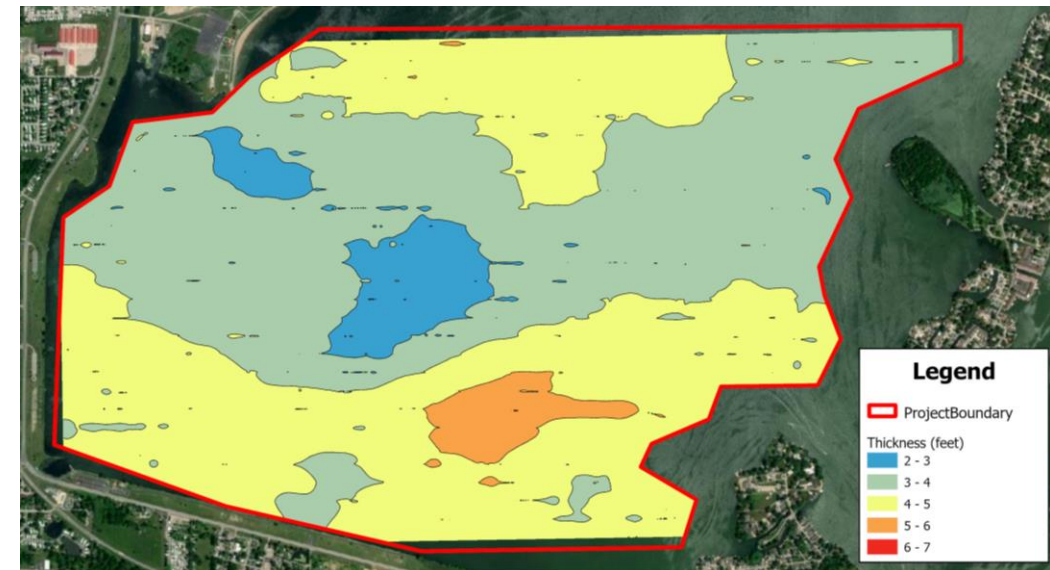 Legend
ProjectBoundary
Thickness (feet)
2 - 3
3 - 4
4 - 5
5 - 6
6 - 7